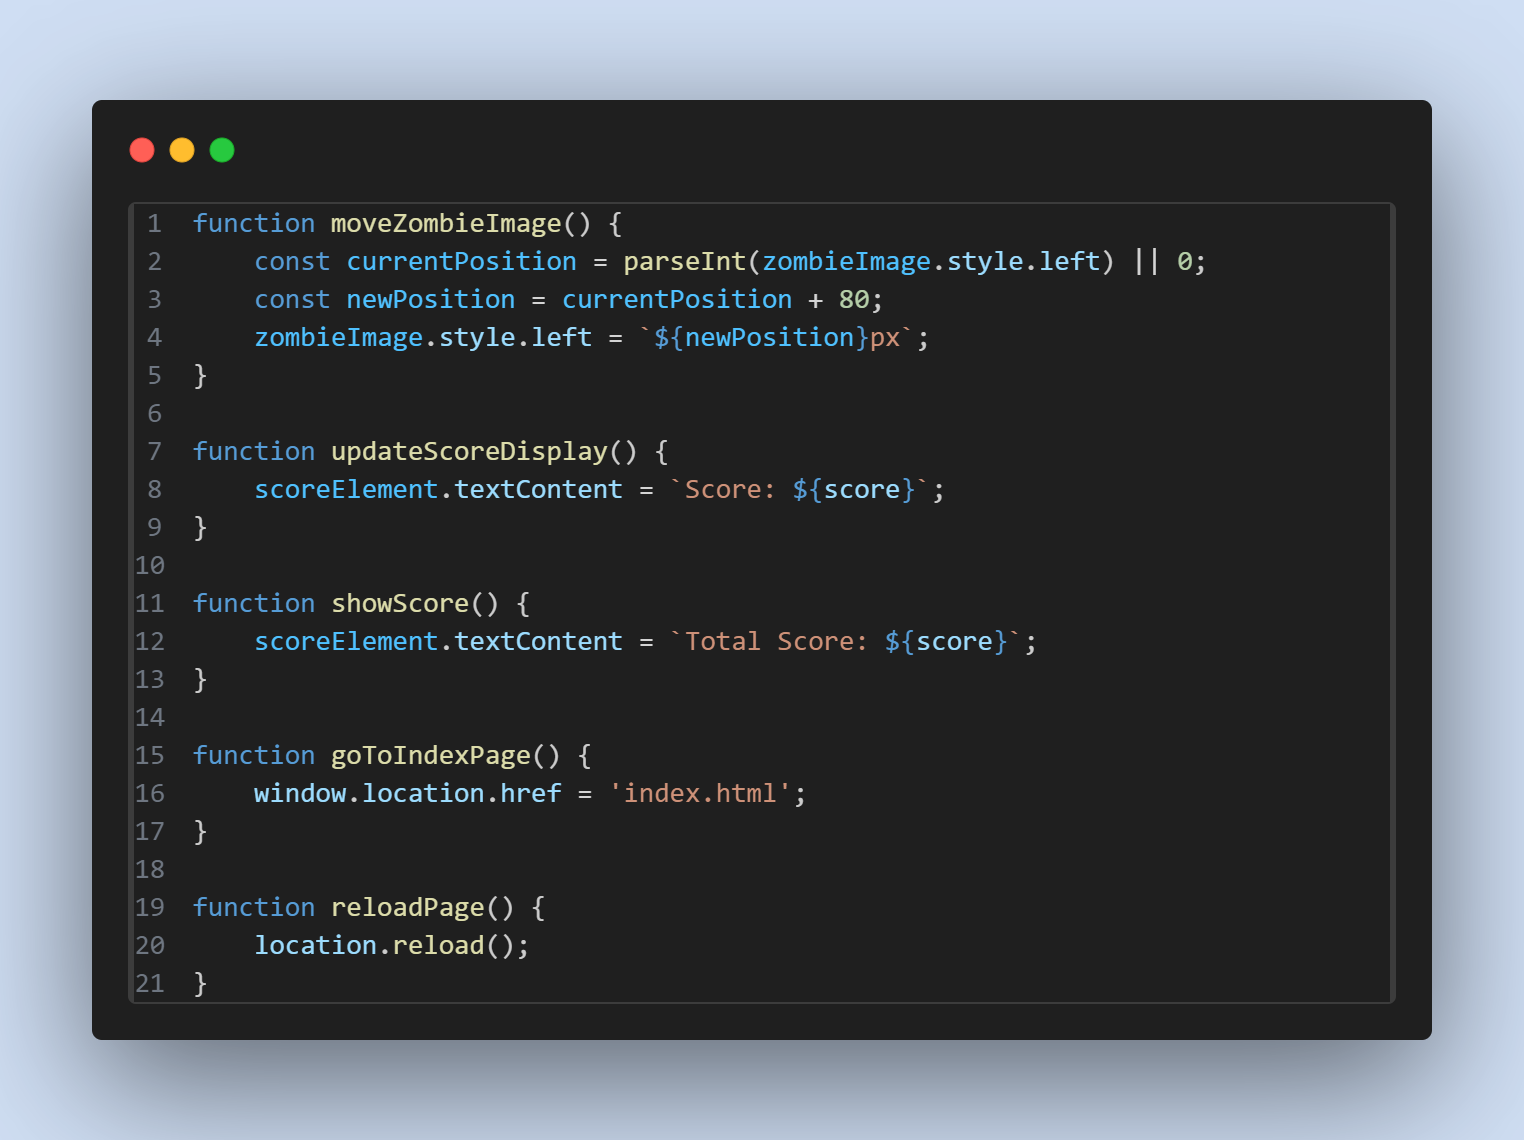 1 function moveZombieImage() {
2     const currentPosition = parseInt(zombieImage.style.left) || 0;
3     const newPosition = currentPosition + 80;
4     zombieImage.style.left = `${newPosition}px`;
5 }
6
7 function updateScoreDisplay() {
8     scoreElement.textContent = `Score: ${score}`;
9 }
10
11 function showScore() {
12     scoreElement.textContent = `Total Score: ${score}`;
13 }
14
15 function goToIndexPage() {
16     window.location.href = 'index.html';
17 }
18
19 function reloadPage() {
20     location.reload();
21 }